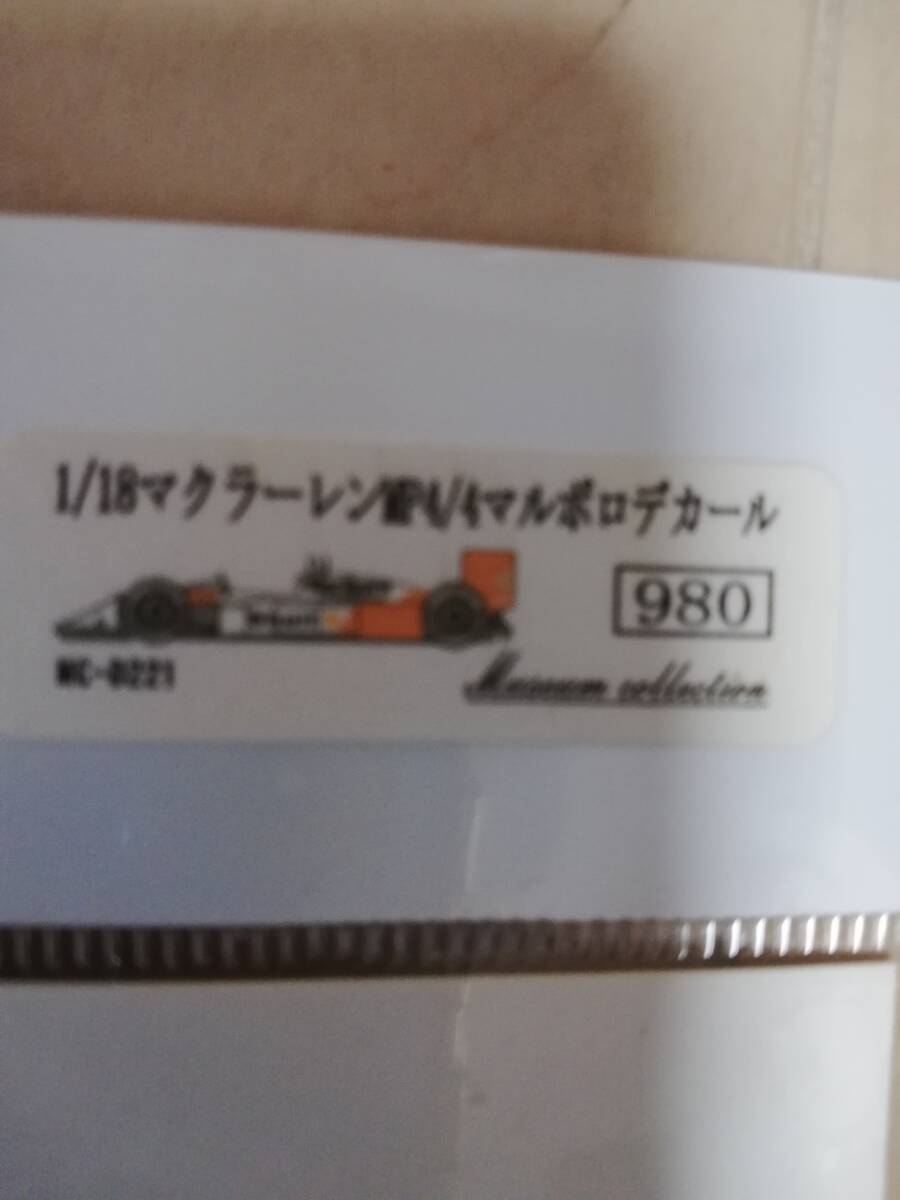 1/18マクラーレンMP4/4マルボロデカール
980
MC-0221
Museum collection